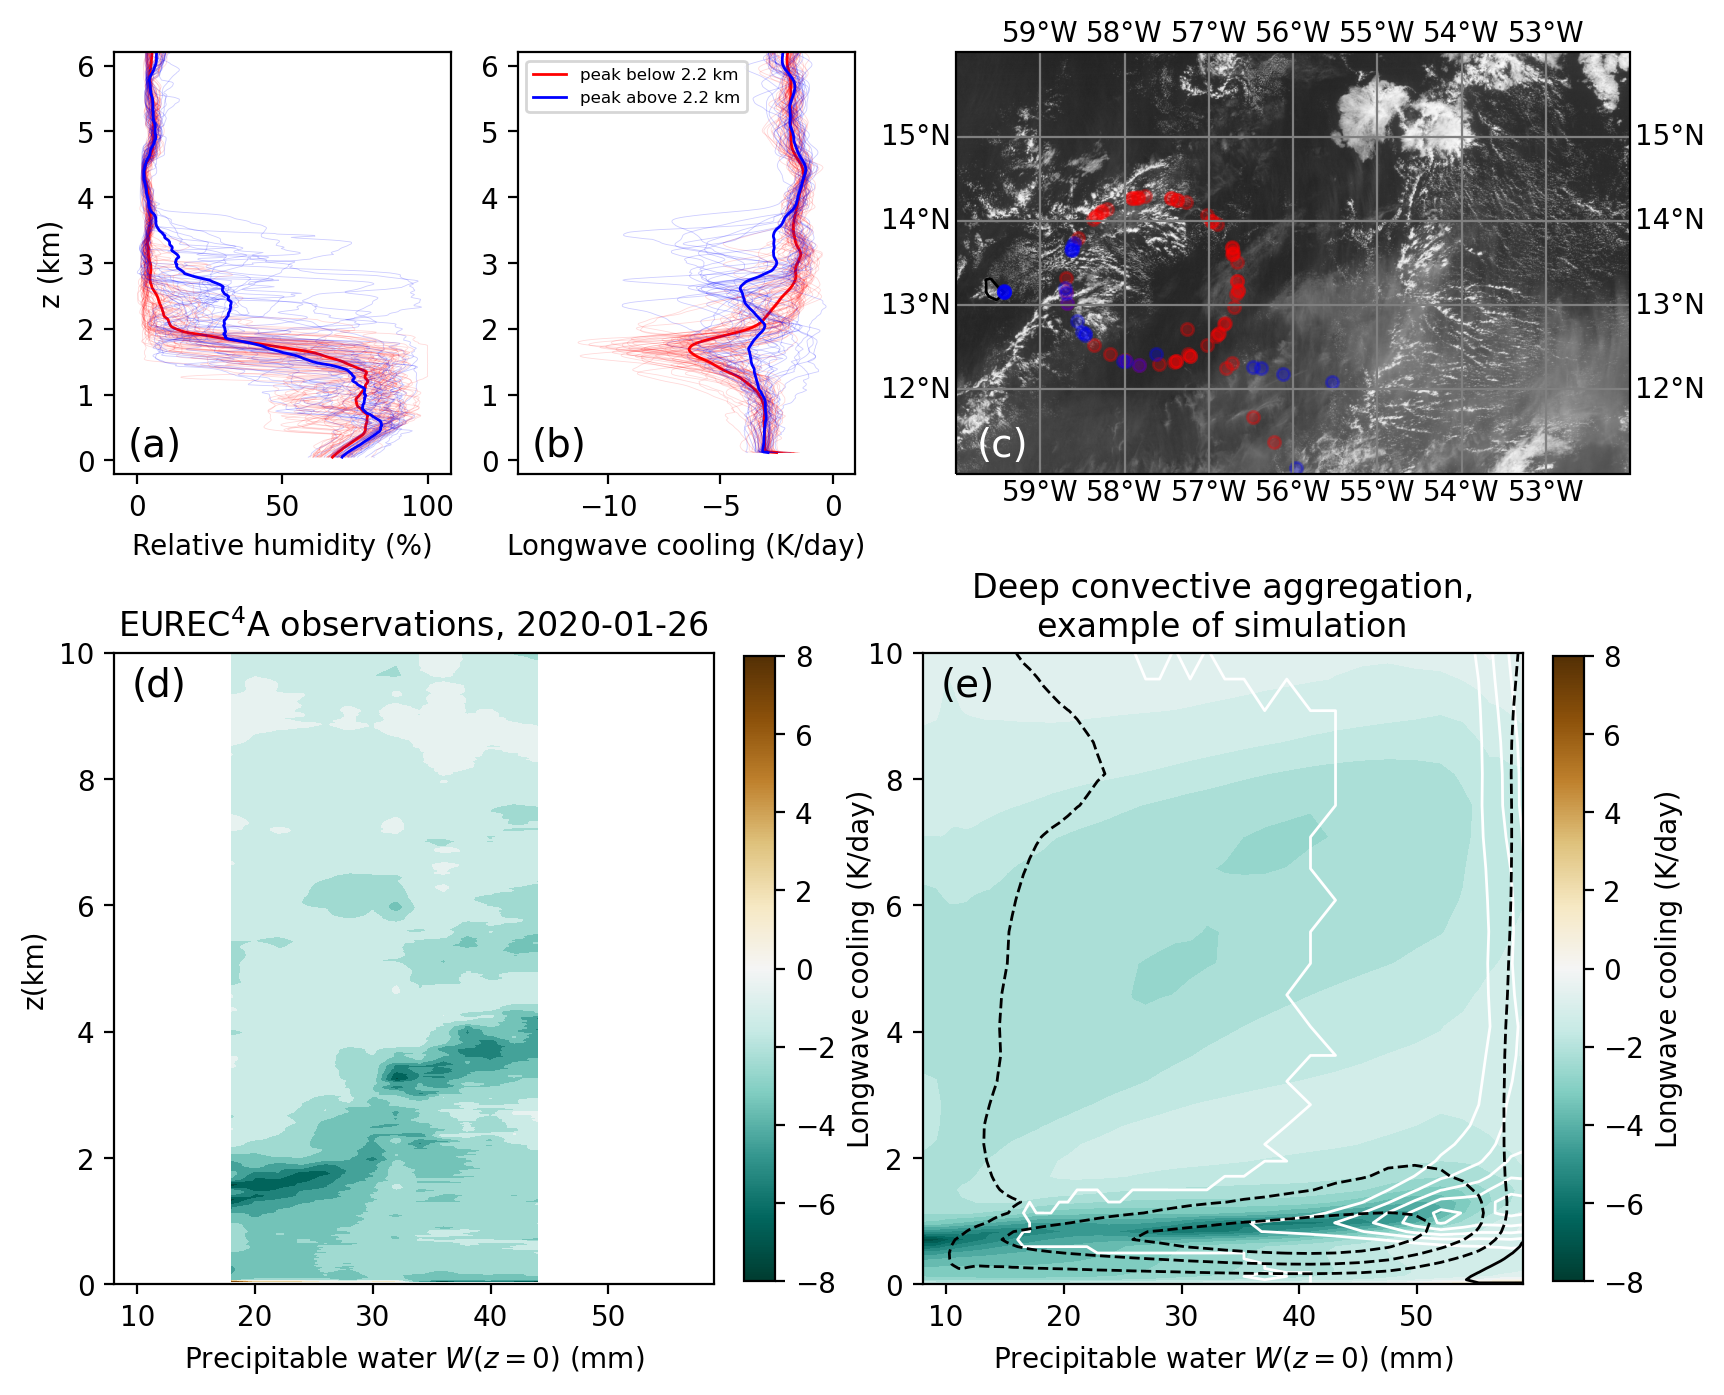 6
5
4
3
2
1
0
z (km)
(a)
0
50
100
Relative humidity (%)
6
5
4
3
2
1
0
peak below 2.2 km
peak above 2.2 km
(b)
−10
−5
0
Longwave cooling (K/day)
59°W 58°W 57°W 56°W 55°W 54°W 53°W
15°N
14°N
13°N
12°N
15°N
14°N
13°N
12°N
(c)
59°W 58°W 57°W 56°W 55°W 54°W 53°W
EUREC⁴A observations, 2020-01-26
10
8
6
4
2
0
z(km)
(d)
10
20
30
40
50
Precipitable water W(z = 0) (mm)
8
6
4
2
0
−2
−4
−6
−8
Longwave cooling (K/day)
Deep convective aggregation,
example of simulation
10
8
6
4
2
0
(e)
10
20
30
40
50
Precipitable water W(z = 0) (mm)
8
6
4
2
0
−2
−4
−6
−8
Longwave cooling (K/day)